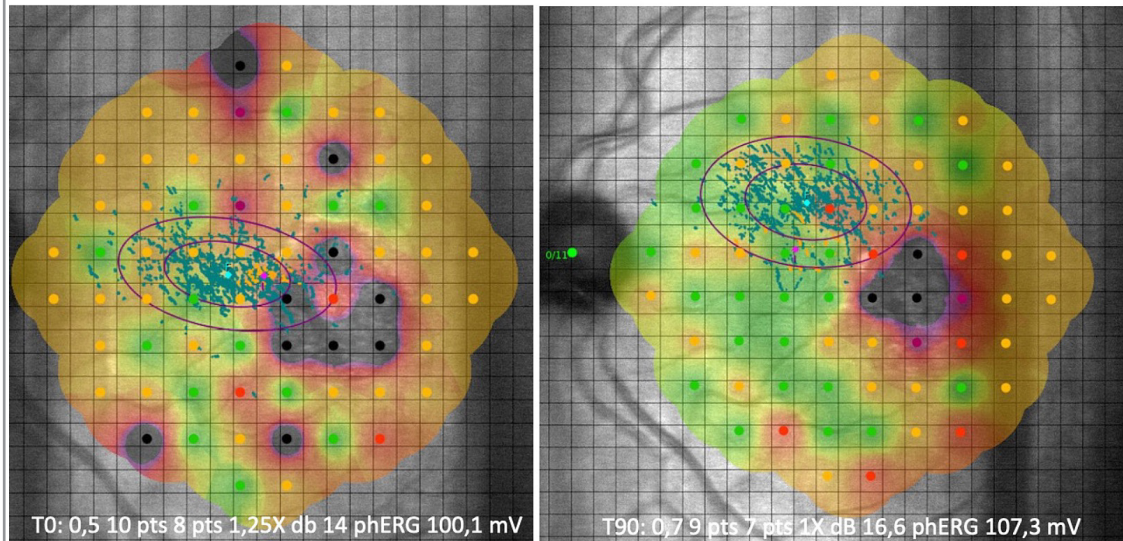 0/11
T0: 0,5 10 pts 8 pts 1,25X db 14 phERG 100,1 mV
T90: 0,7 9 pts 7 pts 1X dB 16,6 phERG 107,3 mV